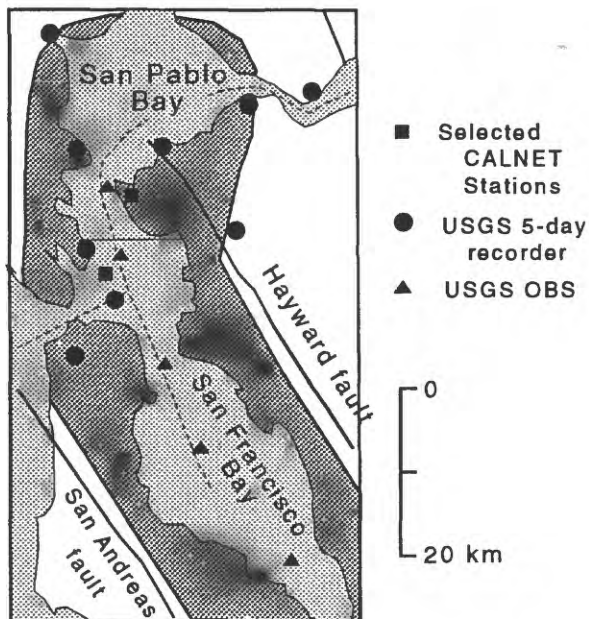 San Pablo
Bay
Selected
CALNET
Stations
USGS 5-day
recorder
USGS OBS
Hayward fault
San Francisco
Bay
San Andreas
fault
0
20 km